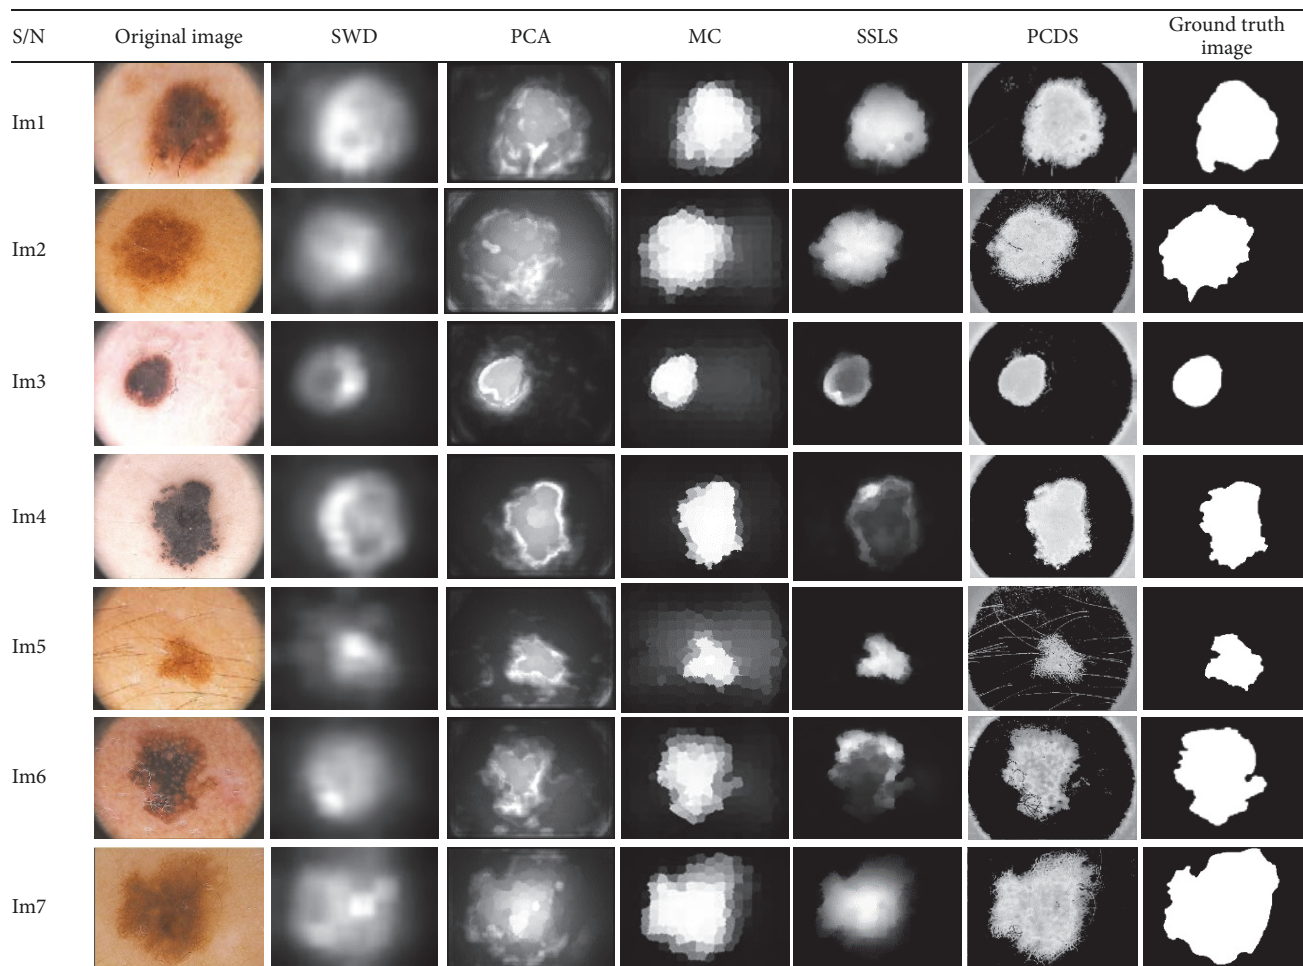 S/N Original image SWD PCA MC SSLS PCDS Ground truth
image
Im1
Im2
Im3
Im4
Im5
Im6
Im7